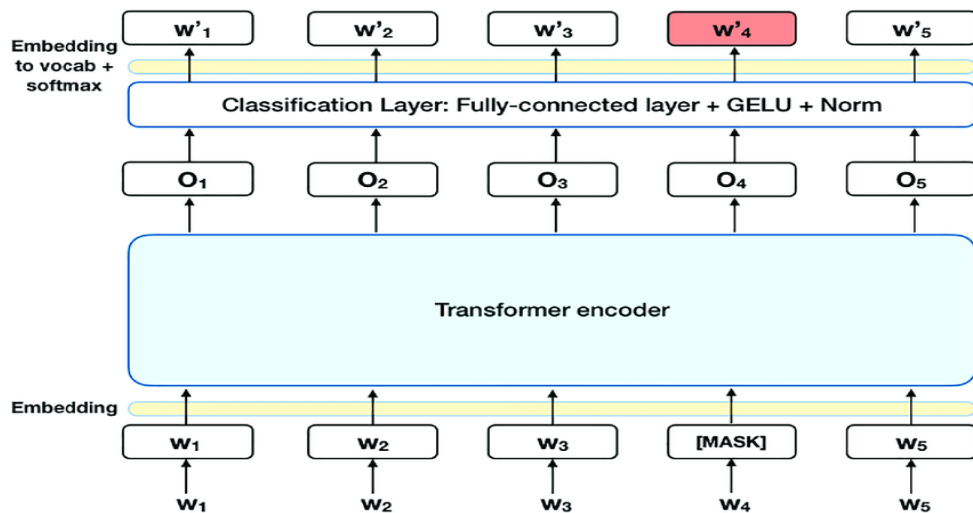 w'₁ w'₂ w'₃ w'₄ w'₅
Embedding
to vocab +
softmax
Classification Layer: Fully-connected layer + GELU + Norm
O₁ O₂ O₃ O₄ O₅
Transformer encoder
Embedding
w₁ w₂ w₃ [MASK] w₅
w₁ w₂ w₃ w₄ w₅